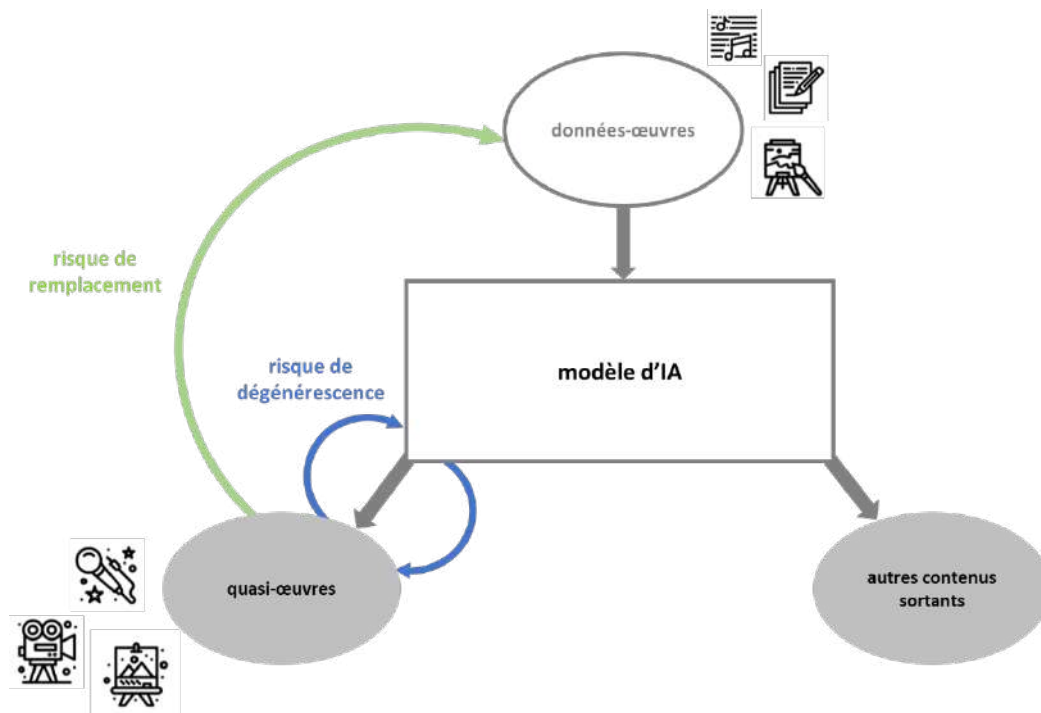 données-œuvres
risque de
remplacement
risque de
dégénérescence
modèle d'IA
quasi-œuvres
autres contenus
sortants